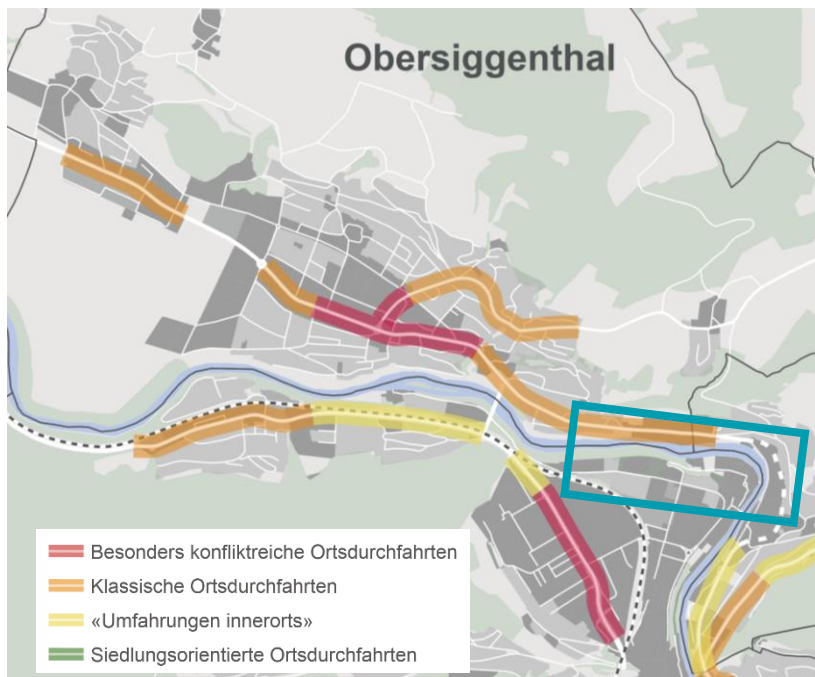 Obersiggenthal
Besonders konfliktreiche Ortsdurchfahrten
Klassische Ortsdurchfahrten
«Umfahrungen innerorts»
Siedlungsorientierte Ortsdurchfahrten